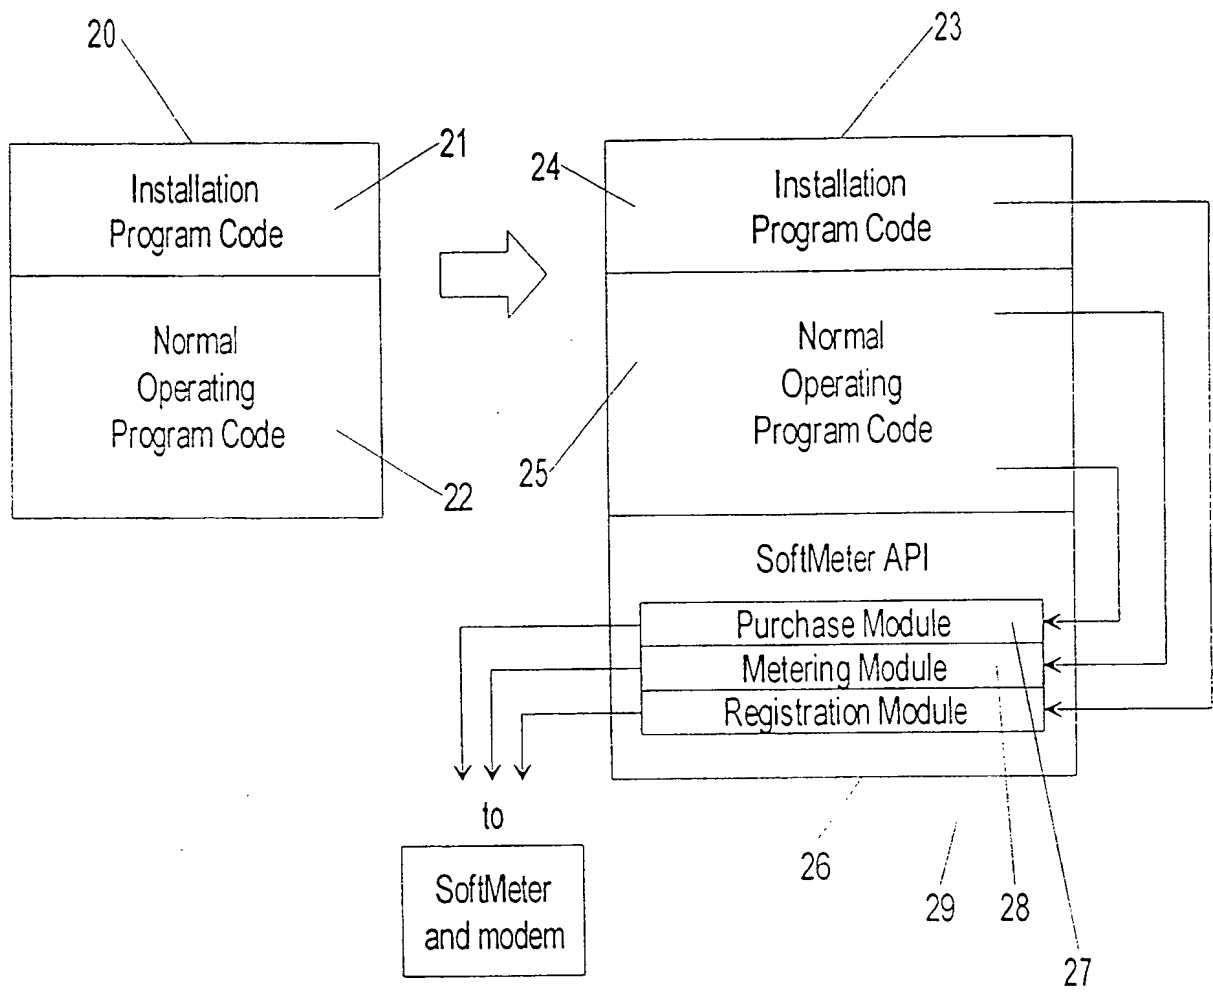 20
21
Installation
Program Code
Normal
Operating
Program Code
22
23
24
Installation
Program Code
Normal
Operating
Program Code
25
SoftMeter API
Purchase Module
Metering Module
Registration Module
to
SoftMeter
and modem
26
29
28
27